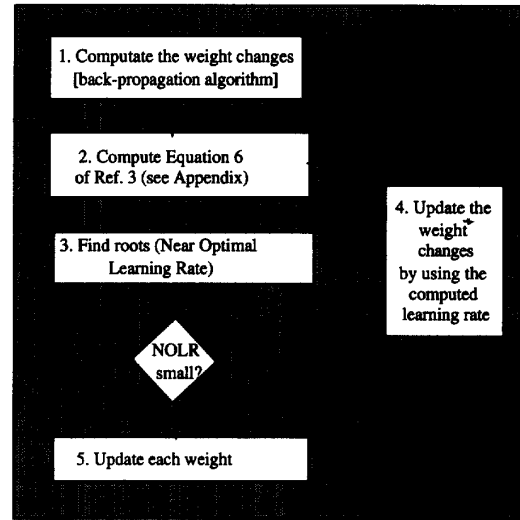 1. Computate the weight changes
[back-propagation algorithm]
2. Compute Equation 6
of Ref. 3 (see Appendix)
3. Find roots (Near Optimal
Learning Rate)
NOLR
small?
4. Update the
weight
changes
by using the
computed
learning rate
5. Update each weight